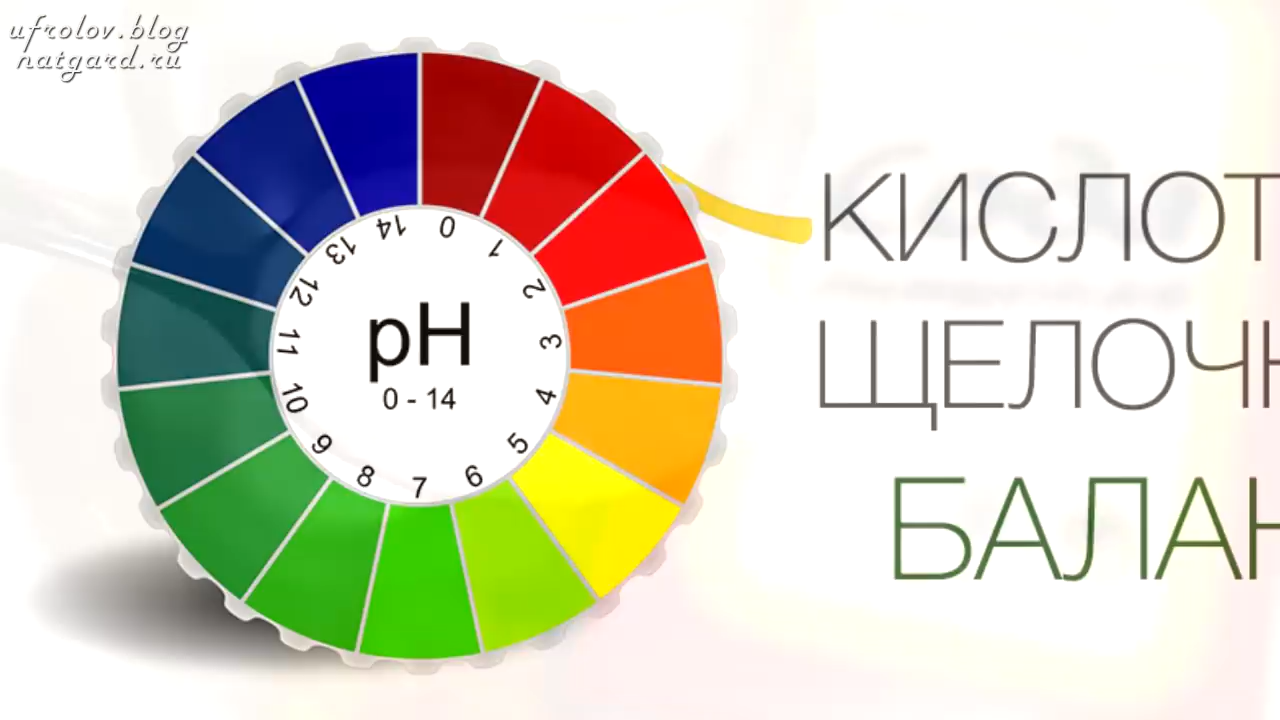 ufrolov.blog
natgard.ru
14 0 1
13 2
12 3
11 4
10 5
9 6
8 7
pH
0 - 14
КИСЛОТ
ЩЕЛОЧН
БАЛАН